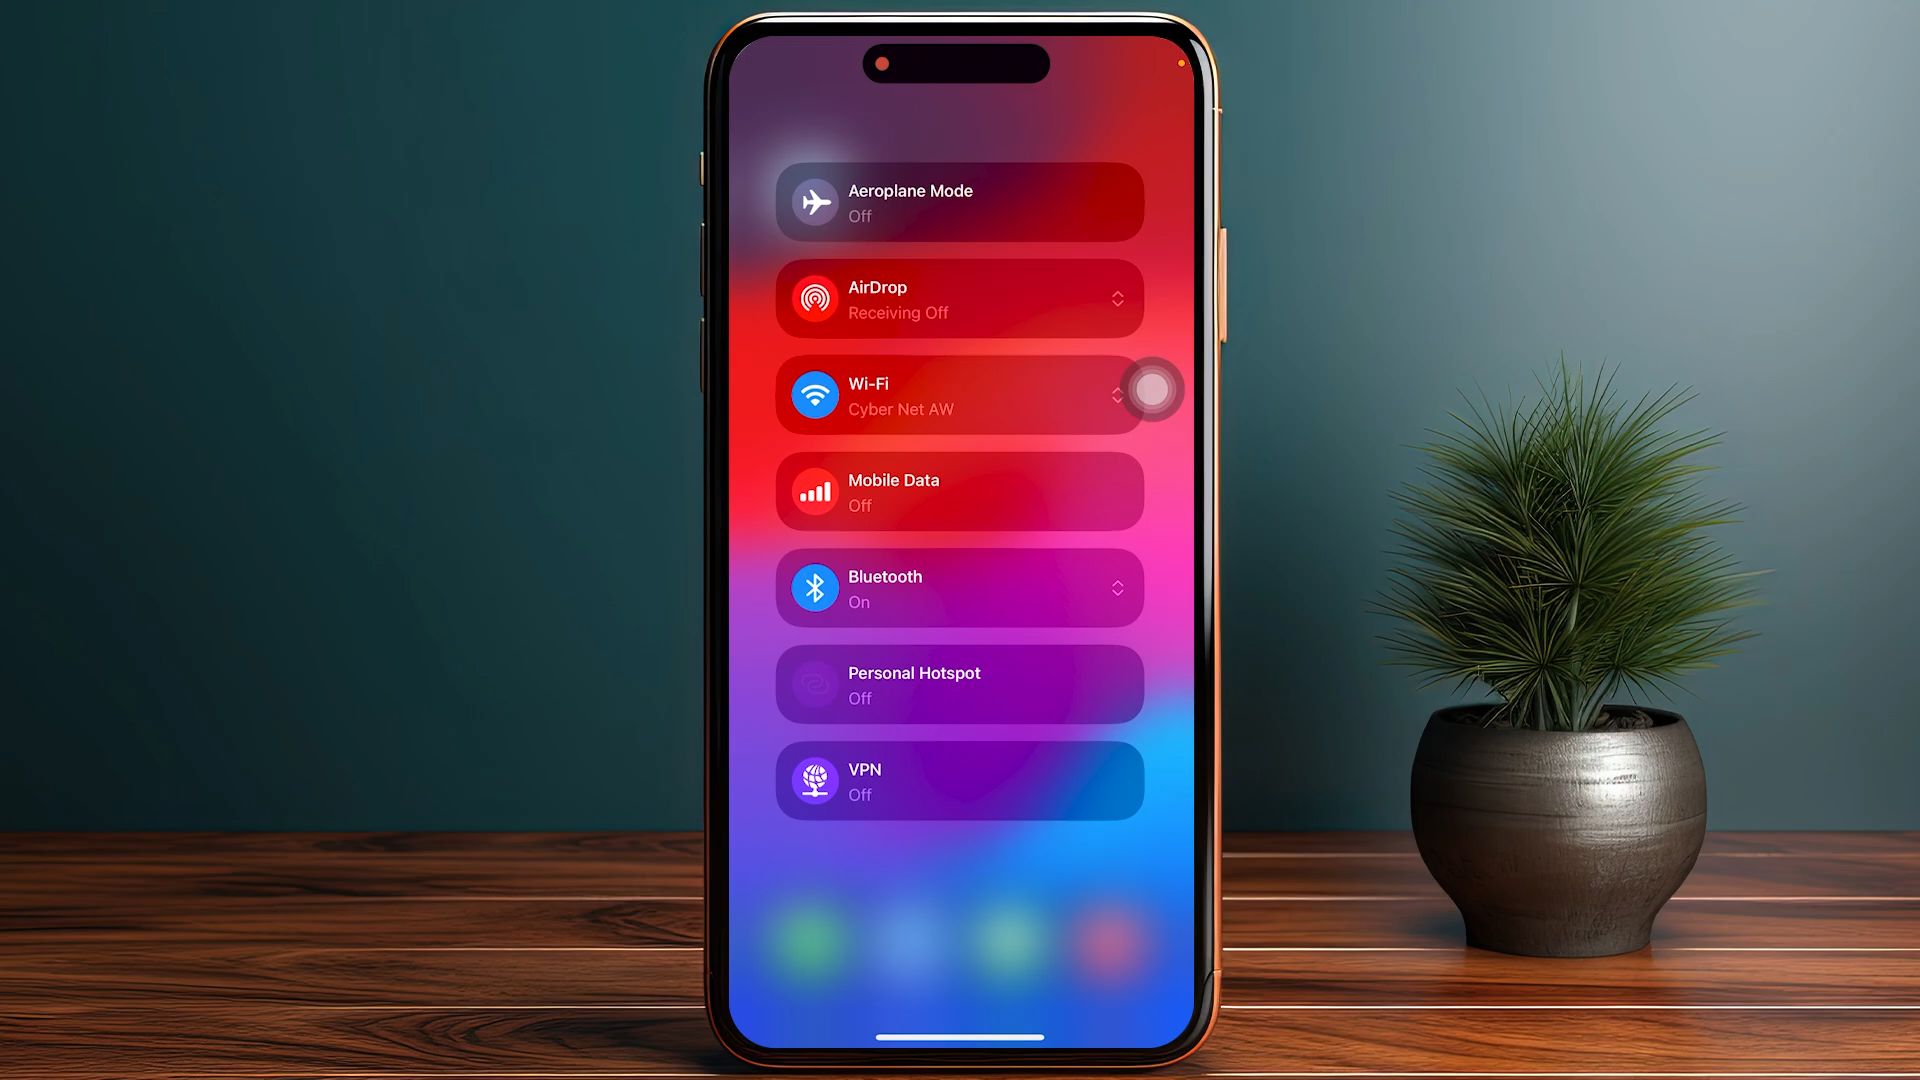 Aeroplane Mode
Off
AirDrop
Receiving Off
Wi-Fi
Cyber Net AW
Mobile Data
Off
Bluetooth
On
Personal Hotspot
Off
VPN
Off